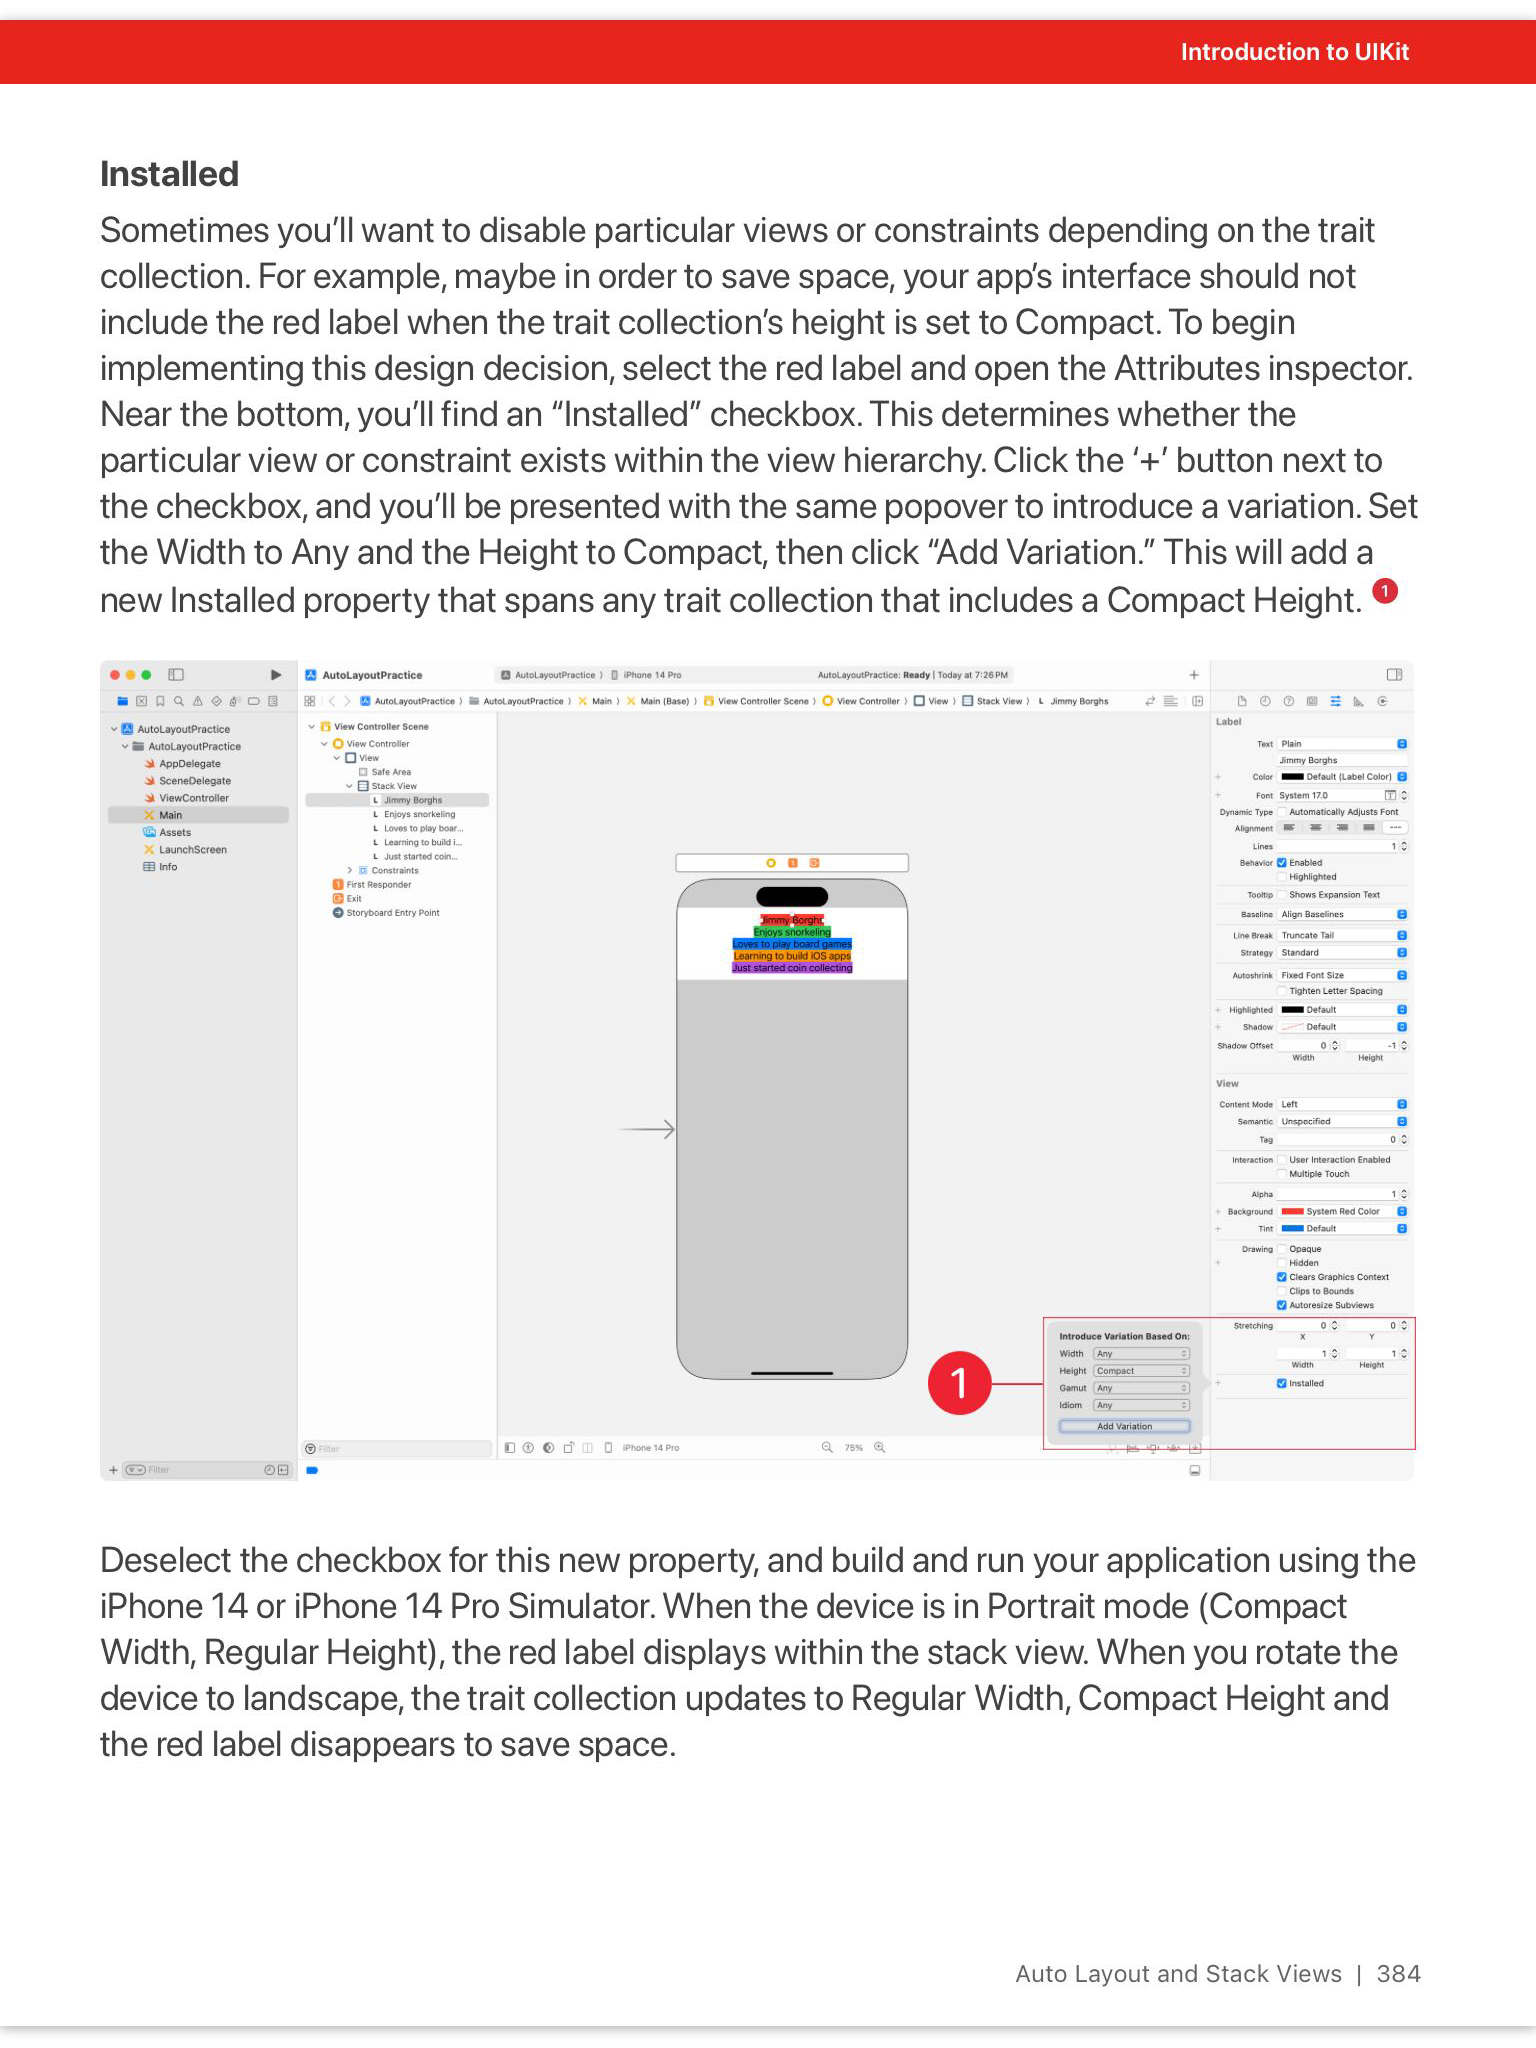 Introduction to UIKit
Installed
Sometimes you’ll want to disable particular views or constraints depending on the trait
collection. For example, maybe in order to save space, your app’s interface should not
include the red label when the trait collection’s height is set to Compact. To begin
implementing this design decision, select the red label and open the Attributes inspector.
Near the bottom, you’ll find an “Installed” checkbox. This determines whether the
particular view or constraint exists within the view hierarchy. Click the ‘+’ button next to
the checkbox, and you’ll be presented with the same popover to introduce a variation. Set
the Width to Any and the Height to Compact, then click “Add Variation.” This will add a
new Installed property that spans any trait collection that includes a Compact Height. 1
AutoLayoutPractice
AutoLayoutPractice ⟩ iPhone 14 Pro
AutoLayoutPractice: Ready | Today at 7:26 PM
AutoLayoutPractice ⟩ AutoLayoutPractice ⟩ Main ⟩ Main (Base) ⟩ View Controller Scene ⟩ View Controller ⟩ View ⟩ Stack View ⟩ L Jimmy Borghs
AutoLayoutPractice
AutoLayoutPractice
AppDelegate
SceneDelegate
ViewController
Main
Assets
LaunchScreen
Info
Filter
View Controller Scene
View Controller
View
Safe Area
Stack View
L Jimmy Borghs
L Enjoys snorkeling
L Loves to play boar...
L Learning to build i...
L Just started coin...
Constraints
First Responder
Exit
Storyboard Entry Point
Filter
Jimmy Borghs
Enjoys snorkeling
Loves to play board games
Learning to build iOS apps
Just started coin collecting
iPhone 14 Pro
75%
1
Introduce Variation Based On:
Width Any
Height Compact
Gamut Any
Idiom Any
Add Variation
Label
Text Plain
Jimmy Borghs
+ Color Default (Label Color)
+ Font System 17.0
Dynamic Type Automatically Adjusts Font
Alignment
Lines 1
Behavior Enabled
Highlighted
Tooltip Shows Expansion Text
Baseline Align Baselines
Line Break Truncate Tail
Strategy Standard
Autoshrink Fixed Font Size
Tighten Letter Spacing
+ Highlighted Default
+ Shadow Default
Shadow Offset 0 -1
Width Height
View
Content Mode Left
Semantic Unspecified
Tag 0
Interaction User Interaction Enabled
Multiple Touch
Alpha 1
+ Background System Red Color
+ Tint Default
Drawing Opaque
+ Hidden
Clears Graphics Context
Clips to Bounds
Autoresize Subviews
Stretching 0 0
X Y
1 1
Width Height
+ Installed
Deselect the checkbox for this new property, and build and run your application using the
iPhone 14 or iPhone 14 Pro Simulator. When the device is in Portrait mode (Compact
Width, Regular Height), the red label displays within the stack view. When you rotate the
device to landscape, the trait collection updates to Regular Width, Compact Height and
the red label disappears to save space.
Auto Layout and Stack Views | 384